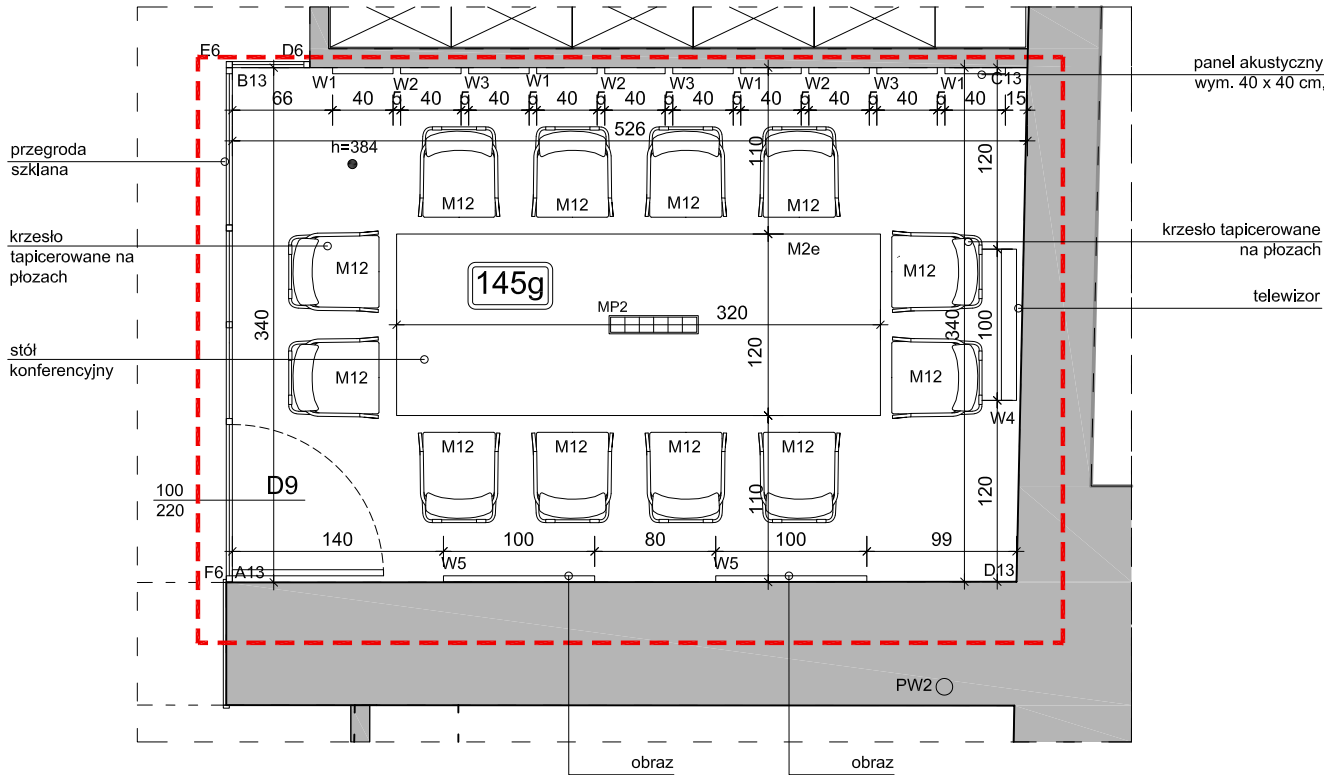 E6
D6
B13
W1
W2
W3
W1
W2
W3
W1
W2
W3
W1
C13
panel akustyczny
wym. 40 x 40 cm,
66
40
5
40
5
40
5
40
5
40
5
40
5
40
5
40
5
40
5
40
15
526
przegroda
szklana
h=384
110
120
M12
M12
M12
M12
krzesło
tapicerowane na
płozach
krzesło tapicerowane
na płozach
M2e
M12
M12
145g
MP2
320
telewizor
340
340
100
120
stół
konferencyjny
M12
M12
W4
M12
M12
M12
M12
100
220
D9
110
120
140
100
80
100
99
W5
W5
F6
A13
D13
PW2
obraz
obraz